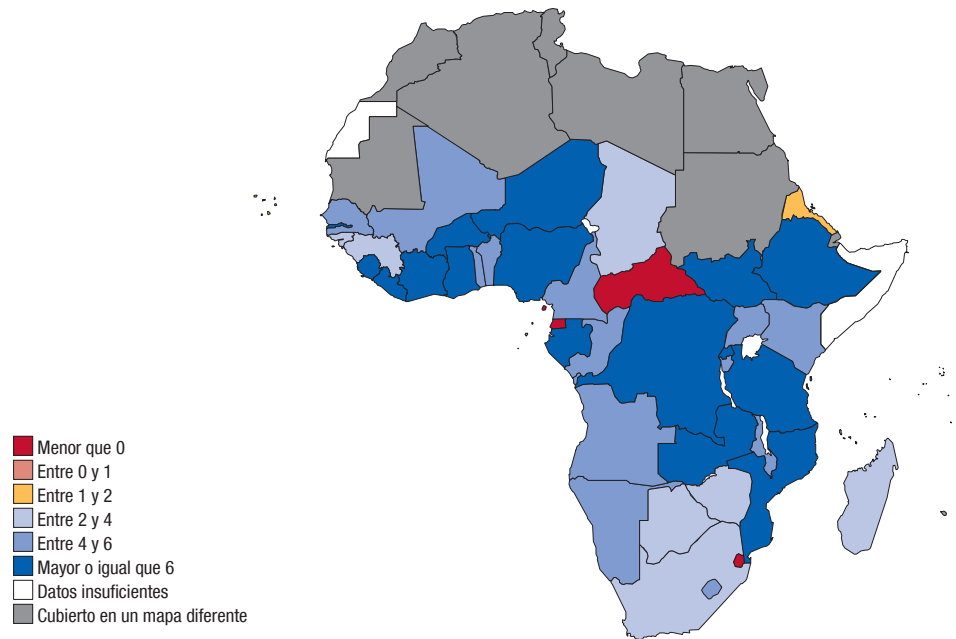 Menor que 0
Entre 0 y 1
Entre 1 y 2
Entre 2 y 4
Entre 4 y 6
Mayor o igual que 6
Datos insuficientes
Cubierto en un mapa diferente